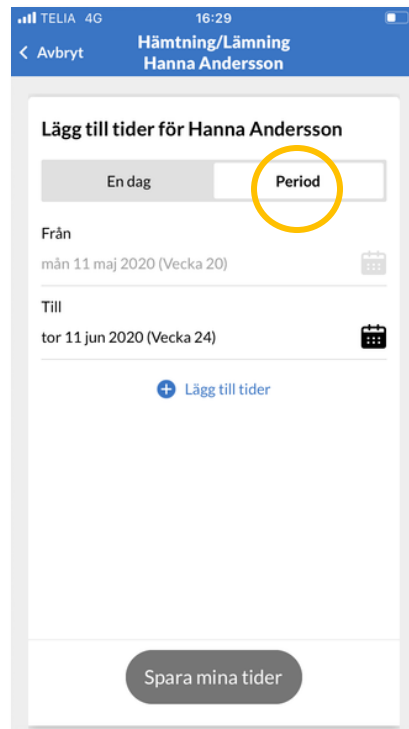 TELIA 4G 16:29
Avbryt
Hämtning/Lämning
Hanna Andersson
Lägg till tider för Hanna Andersson
En dag Period
Från
mån 11 maj 2020 (Vecka 20)
Till
tor 11 jun 2020 (Vecka 24)
Lägg till tider
Spara mina tider